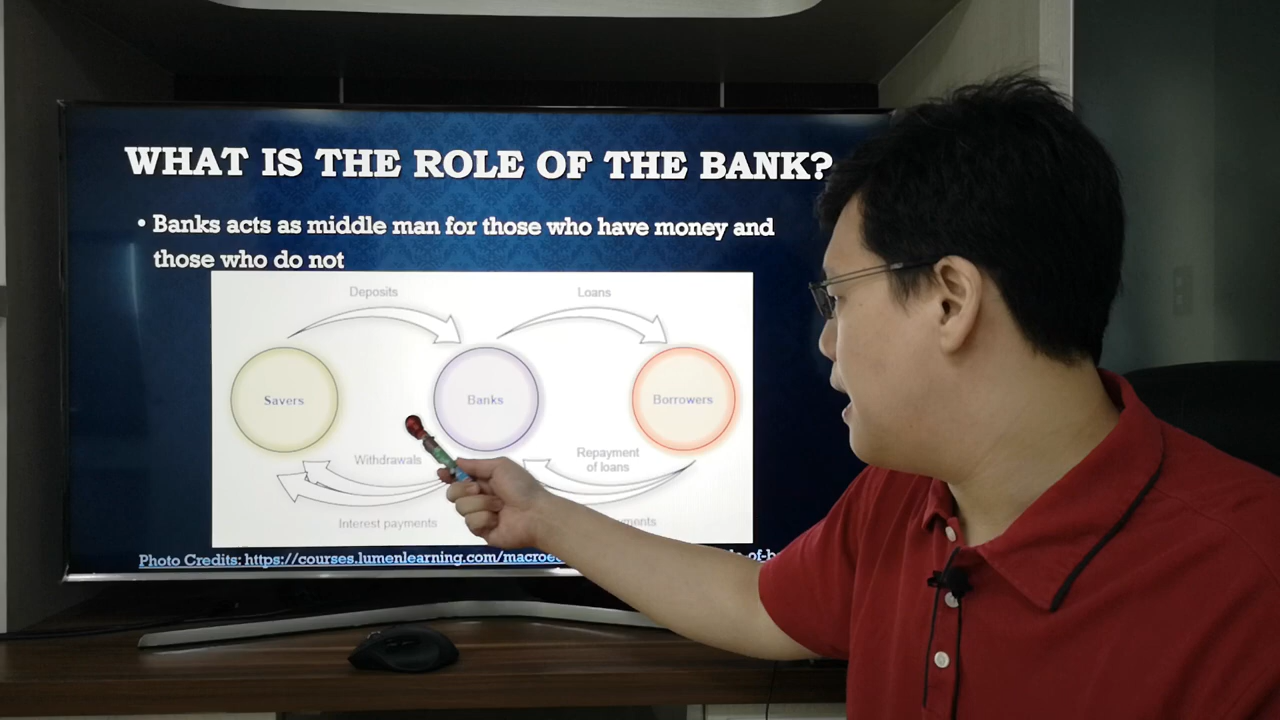 WHAT IS THE ROLE OF THE BANK?
• Banks acts as middle man for those who have money and
those who do not
Deposits
Loans
Savers
Banks
Borrowers
Withdrawals
Repayment
of loans
Interest payments
Photo Credits: https://courses.lumenlearning.com/